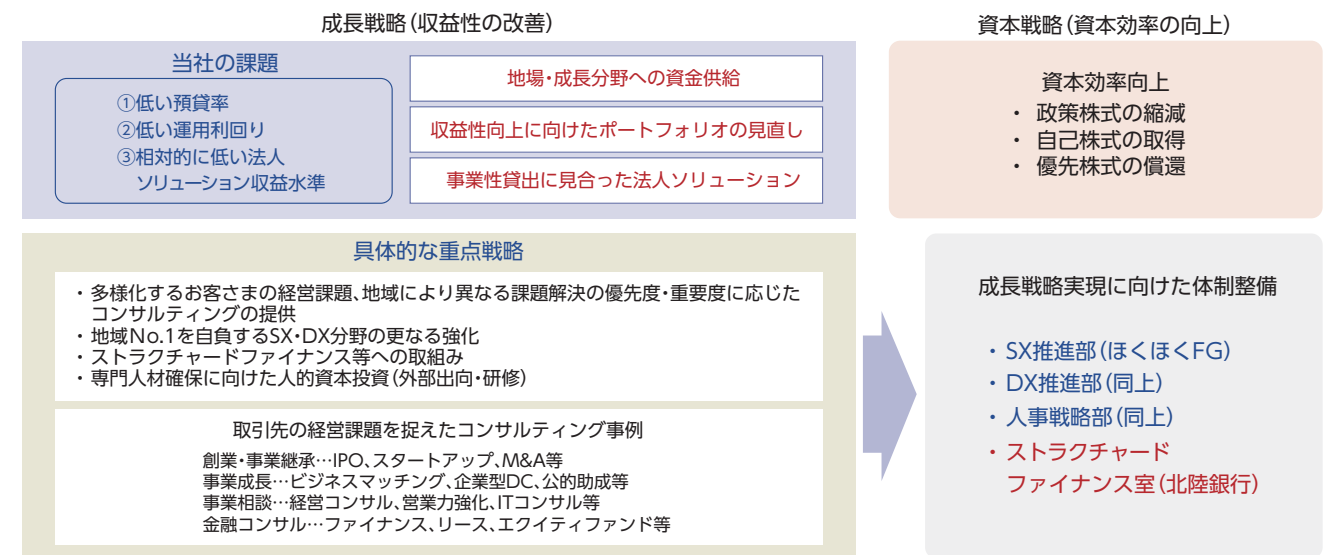 成長戦略（収益性の改善）
当社の課題
①低い預貸率
②低い運用利回り
③相対的に低い法人
ソリューション収益水準
地場・成長分野への資金供給
収益性向上に向けたポートフォリオの見直し
事業性貸出に見合った法人ソリューション
資本戦略（資本効率の向上）
資本効率向上
・ 政策株式の縮減
・ 自己株式の取得
・ 優先株式の償還
具体的な重点戦略
・ 多様化するお客さまの経営課題、地域により異なる課題解決の優先度・重要度に応じた
コンサルティングの提供
・ 地域No.1を自負するSX・DX分野の更なる強化
・ ストラクチャードファイナンス等への取組み
・ 専門人材確保に向けた人的資本投資（外部出向・研修）
取引先の経営課題を捉えたコンサルティング事例
創業・事業継承…IPO、スタートアップ、M&A等
事業成長…ビジネスマッチング、企業型DC、公的助成等
事業相談…経営コンサル、営業力強化、ITコンサル等
金融コンサル…ファイナンス、リース、エクイティファンド等
成長戦略実現に向けた体制整備
・ SX推進部（ほくほくFG）
・ DX推進部（同上）
・ 人事戦略部（同上）
・ ストラクチャード
ファイナンス室（北陸銀行）